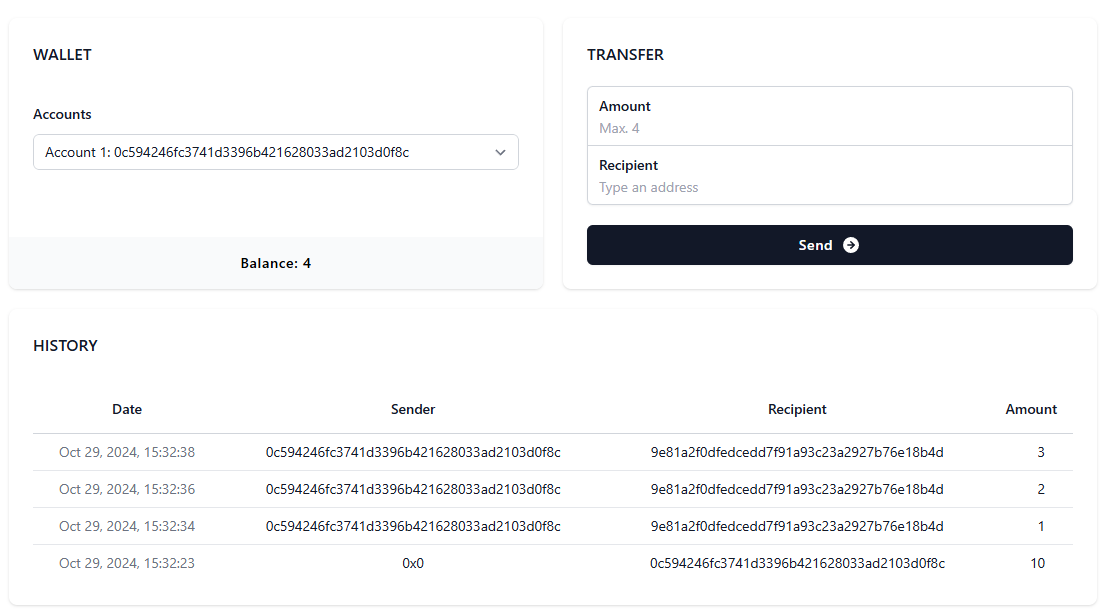 WALLET
Accounts
Account 1: 0c594246fc3741d3396b421628033ad2103d0f8c
Balance: 4
TRANSFER
Amount
Max. 4
Recipient
Type an address
Send
HISTORY
Date Sender Recipient Amount
Oct 29, 2024, 15:32:38 0c594246fc3741d3396b421628033ad2103d0f8c 9e81a2f0dfedcedd7f91a93c23a2927b76e18b4d 3
Oct 29, 2024, 15:32:36 0c594246fc3741d3396b421628033ad2103d0f8c 9e81a2f0dfedcedd7f91a93c23a2927b76e18b4d 2
Oct 29, 2024, 15:32:34 0c594246fc3741d3396b421628033ad2103d0f8c 9e81a2f0dfedcedd7f91a93c23a2927b76e18b4d 1
Oct 29, 2024, 15:32:23 0x0 0c594246fc3741d3396b421628033ad2103d0f8c 10